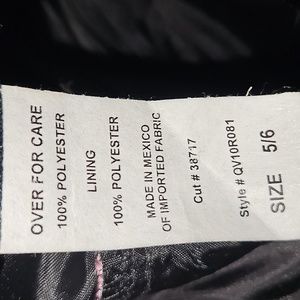 OVER FOR CARE
100% POLYESTER
LINING
100% POLYESTER
MADE IN MEXICO
OF IMPORTED FABRIC
Cut # 38717
Style # QV10R081
SIZE 5/6